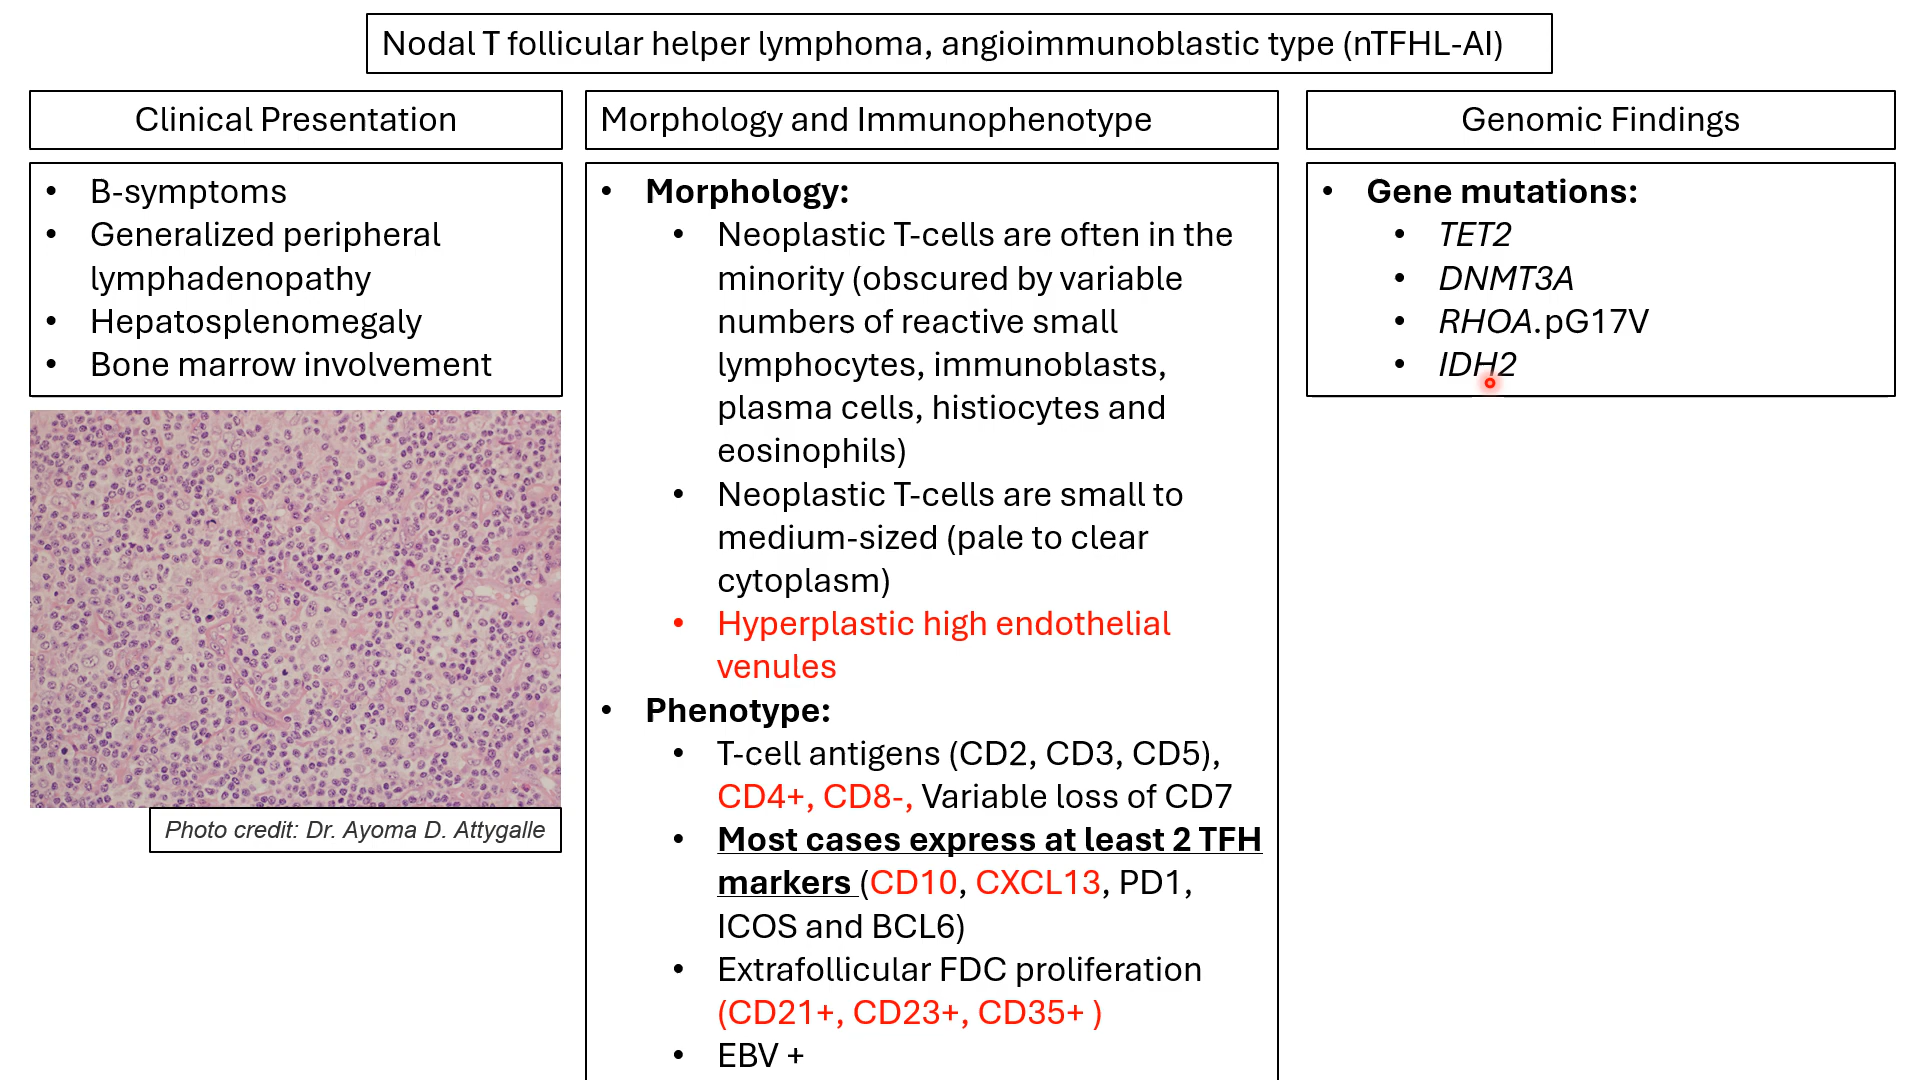 Nodal T follicular helper lymphoma, angioimmunoblastic type (nTFHL-AI)
Clinical Presentation
• B-symptoms
• Generalized peripheral
lymphadenopathy
• Hepatosplenomegaly
• Bone marrow involvement
Photo credit: Dr. Ayoma D. Attygalle
Morphology and Immunophenotype
• Morphology:
• Neoplastic T-cells are often in the
minority (obscured by variable
numbers of reactive small
lymphocytes, immunoblasts,
plasma cells, histiocytes and
eosinophils)
• Neoplastic T-cells are small to
medium-sized (pale to clear
cytoplasm)
• Hyperplastic high endothelial
venules
• Phenotype:
• T-cell antigens (CD2, CD3, CD5),
CD4+, CD8-, Variable loss of CD7
• Most cases express at least 2 TFH
markers (CD10, CXCL13, PD1,
ICOS and BCL6)
• Extrafollicular FDC proliferation
(CD21+, CD23+, CD35+ )
• EBV +
Genomic Findings
• Gene mutations:
• TET2
• DNMT3A
• RHOA.pG17V
• IDH2